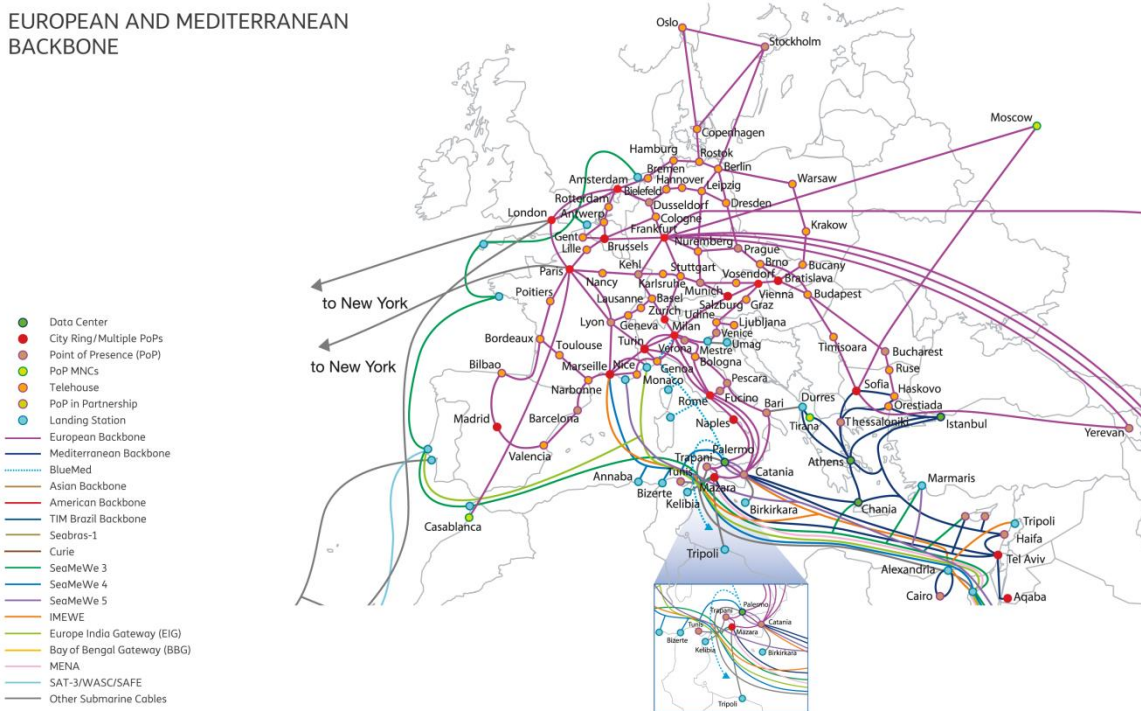 EUROPEAN AND MEDITERRANEAN
BACKBONE
Oslo
Stockholm
Moscow
Copenhagen
Hamburg
Rostok
Bremen
Berlin
Amsterdam
Hannover
Warsaw
Bielefeld
Leipzig
Rotterdam
Dusseldorf
Dresden
London
Antwerp
Cologne
Frankfurt
Krakow
Gent
Nuremberg
Lille
Brussels
Prague
Paris
Kehl
Stuttgart
Brno
Bucany
Nancy
Karlsruhe
Vosendorf
Bratislava
to New York
Poitiers
Munich
Vienna
Lausanne
Basel
Salzburg
Budapest
Zurich
Graz
Lyon
Geneva
Udine
Ljubljana
Milan
Venice
Bordeaux
Turin
Umag
Timisoara
Toulouse
Verona
Mestre
Bucharest
to New York
Marseille
Nice
Genoa
Bologna
Ruse
Bilbao
Monaco
Pescara
Sofia
Haskovo
Narbonne
Rome
Fucino
Durres
Orestiada
Bari
Madrid
Barcelona
Naples
Tirana
Thessaloniki
Istanbul
Yerevan
Valencia
Palermo
Trapani
Athens
Annaba
Tunis
Catania
Marmaris
Bizerte
Mazara
Kelibia
Birkirkara
Chania
Casablanca
Tripoli
Haifa
Tripoli
Alexandria
Tel Aviv
Cairo
Aqaba
Palermo
Trapani
Catania
Tunis
Mazara
Bizerte
Kelibia
Birkirkara
Tripoli
Data Center
City Ring/Multiple PoPs
Point of Presence (PoP)
PoP MNCs
Telehouse
PoP in Partnership
Landing Station
European Backbone
Mediterranean Backbone
BlueMed
Asian Backbone
American Backbone
TIM Brazil Backbone
Seabras-1
Curie
SeaMeWe 3
SeaMeWe 4
SeaMeWe 5
IMEWE
Europe India Gateway (EIG)
Bay of Bengal Gateway (BBG)
MENA
SAT-3/WASC/SAFE
Other Submarine Cables